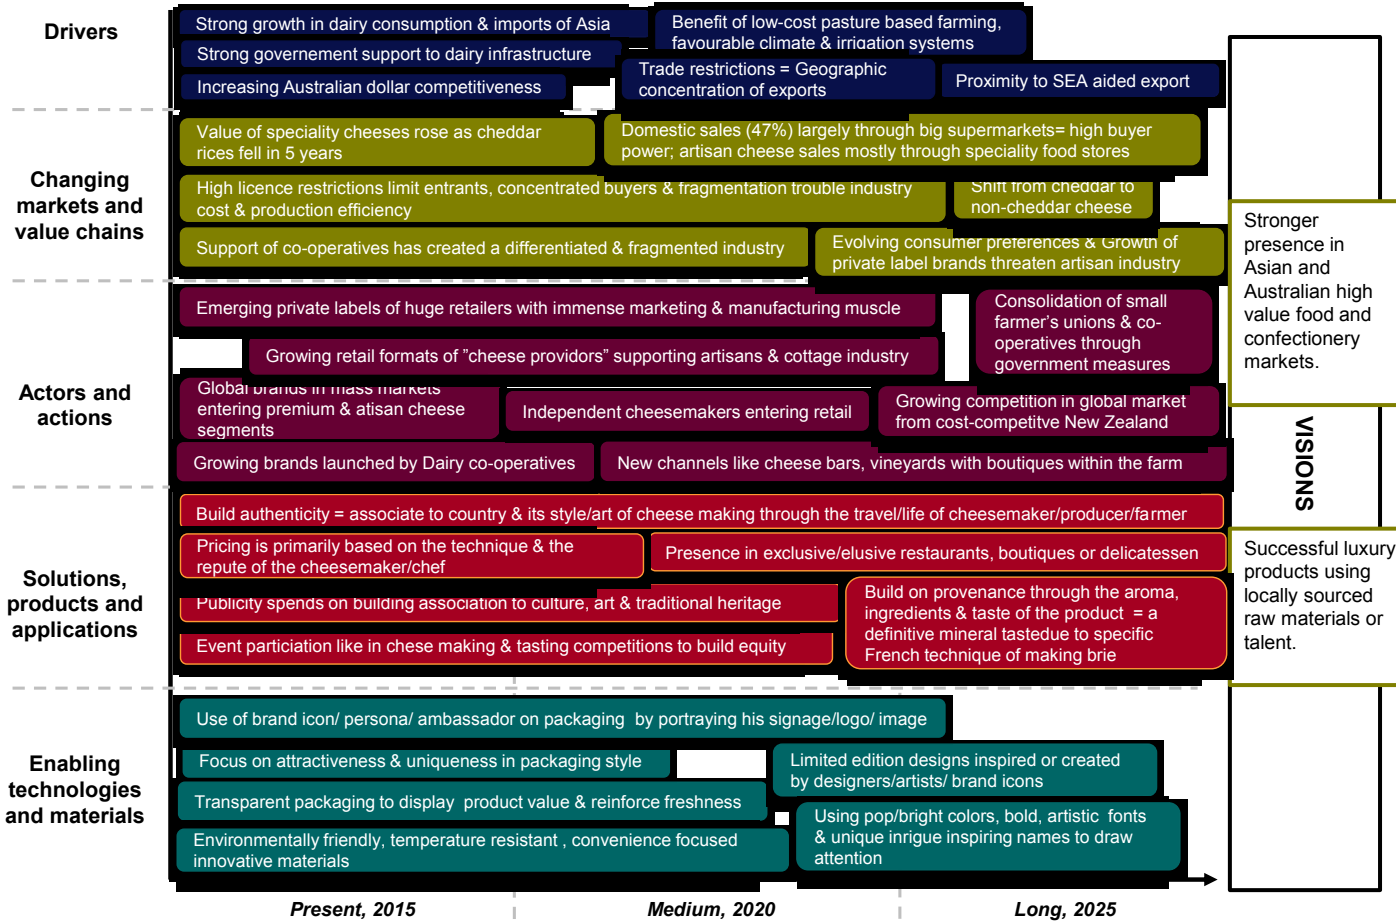 Drivers
Strong growth in dairy consumption & imports of Asia
Strong governement support to dairy infrastructure
Increasing Australian dollar competitiveness
Benefit of low-cost pasture based farming,
favourable climate & irrigation systems
Trade restrictions = Geographic
concentration of exports
Proximity to SEA aided export
Changing
markets and
value chains
Value of speciality cheeses rose as cheddar
rices fell in 5 years
Domestic sales (47%) largely through big supermarkets= high buyer
power; artisan cheese sales mostly through speciality food stores
High licence restrictions limit entrants, concentrated buyers & fragmentation trouble industry
cost & production efficiency
Shift from cheddar to
non-cheddar cheese
Support of co-operatives has created a differentiated & fragmented industry
Evolving consumer preferences & Growth of
private label brands threaten artisan industry
Actors and
actions
Emerging private labels of huge retailers with immense marketing & manufacturing muscle
Growing retail formats of ”cheese providors” supporting artisans & cottage industry
Consolidation of small
farmer’s unions & co-
operatives through
government measures
Global brands in mass markets
entering premium & atisan cheese
segments
Independent cheesemakers entering retail
Growing competition in global market
from cost-competitve New Zealand
Growing brands launched by Dairy co-operatives
New channels like cheese bars, vineyards with boutiques within the farm
Solutions,
products and
applications
Build authenticity = associate to country & its style/art of cheese making through the travel/life of cheesemaker/producer/farmer
Pricing is primarily based on the technique & the
repute of the cheesemaker/chef
Presence in exclusive/elusive restaurants, boutiques or delicatessen
Publicity spends on building association to culture, art & traditional heritage
Event particiation like in chese making & tasting competitions to build equity
Build on provenance through the aroma,
ingredients & taste of the product = a
definitive mineral tastedue to specific
French technique of making brie
Enabling
technologies
and materials
Use of brand icon/ persona/ ambassador on packaging by portraying his signage/logo/ image
Focus on attractiveness & uniqueness in packaging style
Transparent packaging to display product value & reinforce freshness
Environmentally friendly, temperature resistant , convenience focused
innovative materials
Limited edition designs inspired or created
by designers/artists/ brand icons
Using pop/bright colors, bold, artistic fonts
& unique intrigue inspiring names to draw
attention
Stronger
presence in
Asian and
Australian high
value food and
confectionery
markets.
VISIONS
Successful luxury
products using
locally sourced
raw materials or
talent.
Present, 2015
Medium, 2020
Long, 2025